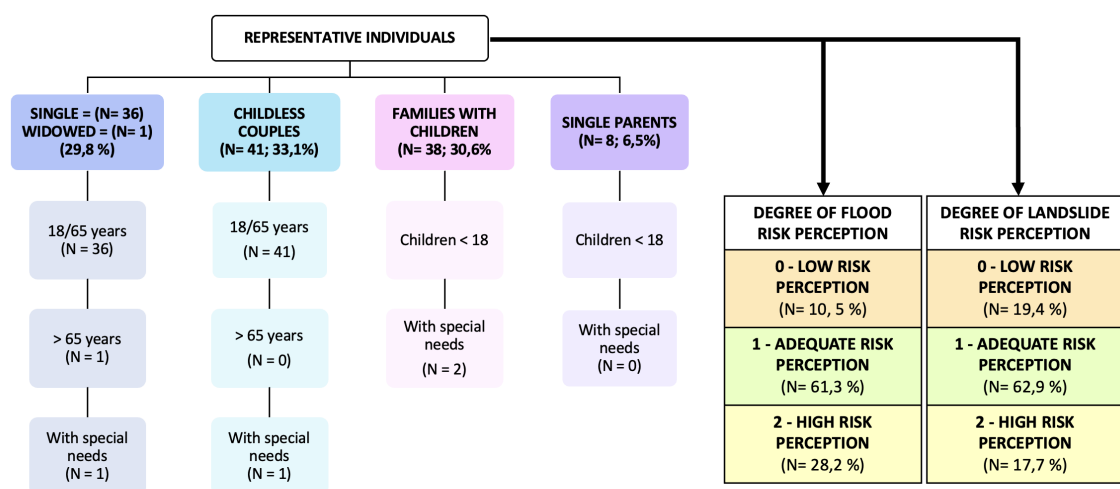 REPRESENTATIVE INDIVIDUALS
SINGLE = (N= 36)
WIDOWED = (N= 1)
(29,8 %)
18/65 years
(N = 36)
> 65 years
(N = 1)
With special
needs
(N = 1)
CHILDLESS
COUPLES
(N= 41; 33,1%)
18/65 years
(N = 41)
> 65 years
(N = 0)
With special
needs
(N = 1)
FAMILIES WITH
CHILDREN
(N= 38; 30,6%
Children < 18
With special
needs
(N = 2)
SINGLE PARENTS
(N= 8; 6,5%)
Children < 18
With special
needs
(N = 0)
DEGREE OF FLOOD
RISK PERCEPTION
0 - LOW RISK
PERCEPTION
(N= 10, 5 %)
1 - ADEQUATE RISK
PERCEPTION
(N= 61,3 %)
2 - HIGH RISK
PERCEPTION
(N= 28,2 %)
DEGREE OF LANDSLIDE
RISK PERCEPTION
0 - LOW RISK
PERCEPTION
(N= 19,4 %)
1 - ADEQUATE RISK
PERCEPTION
(N= 62,9 %)
2 - HIGH RISK
PERCEPTION
(N= 17,7 %)